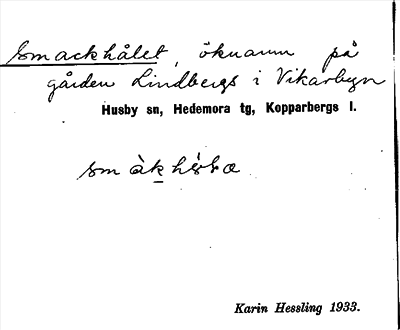 Smackhålet, öknamn på
gården Lindbergs i Vikarbyn
Husby sn, Hedemora tg, Kopparbergs l.
Karin Hessling 1933.